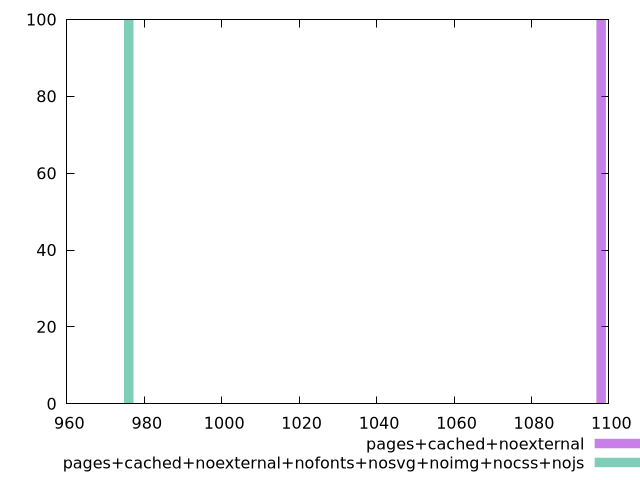 100
80
60
40
20
0
960 980 1000 1020 1040 1060 1080 1100
pages+cached+noexternal
pages+cached+noexternal+nofonts+nosvg+noimg+nocss+nojs